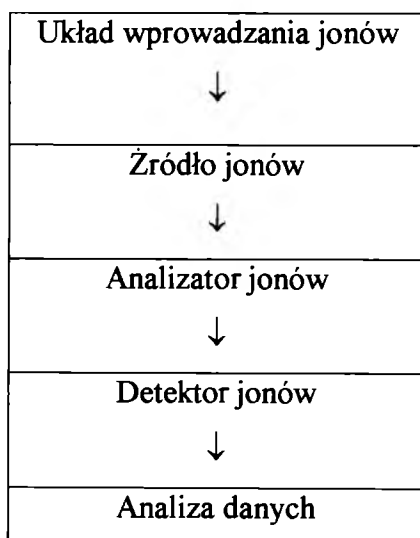 Układ wprowadzania jonów
↓
Źródło jonów
↓
Analizator jonów
↓
Detektor jonów
↓
Analiza danych